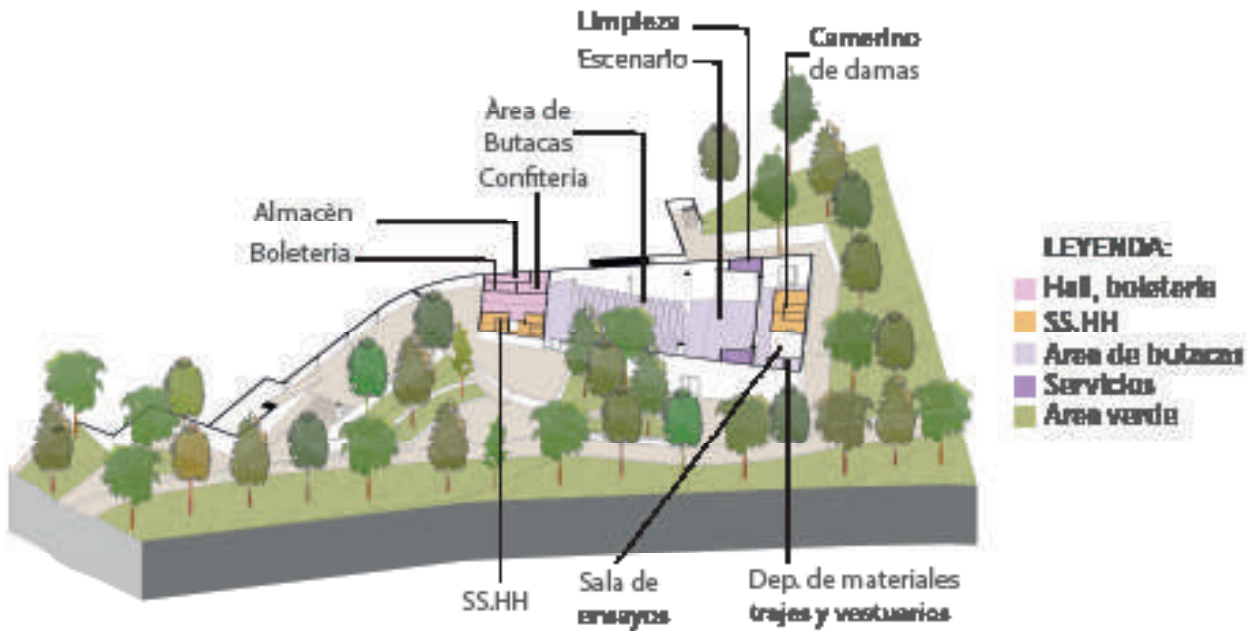 Limpieza
Escenario
Camerino
de damas
Área de
Butacas
Confiteria
Almacèn
Boleteria
LEYENDA:
Hall, boleteria
SS.HH
Area de butacas
Servicios
Area verde
SS.HH
Sala de
ensayos
Dep. de materiales
trajes y vestuarios